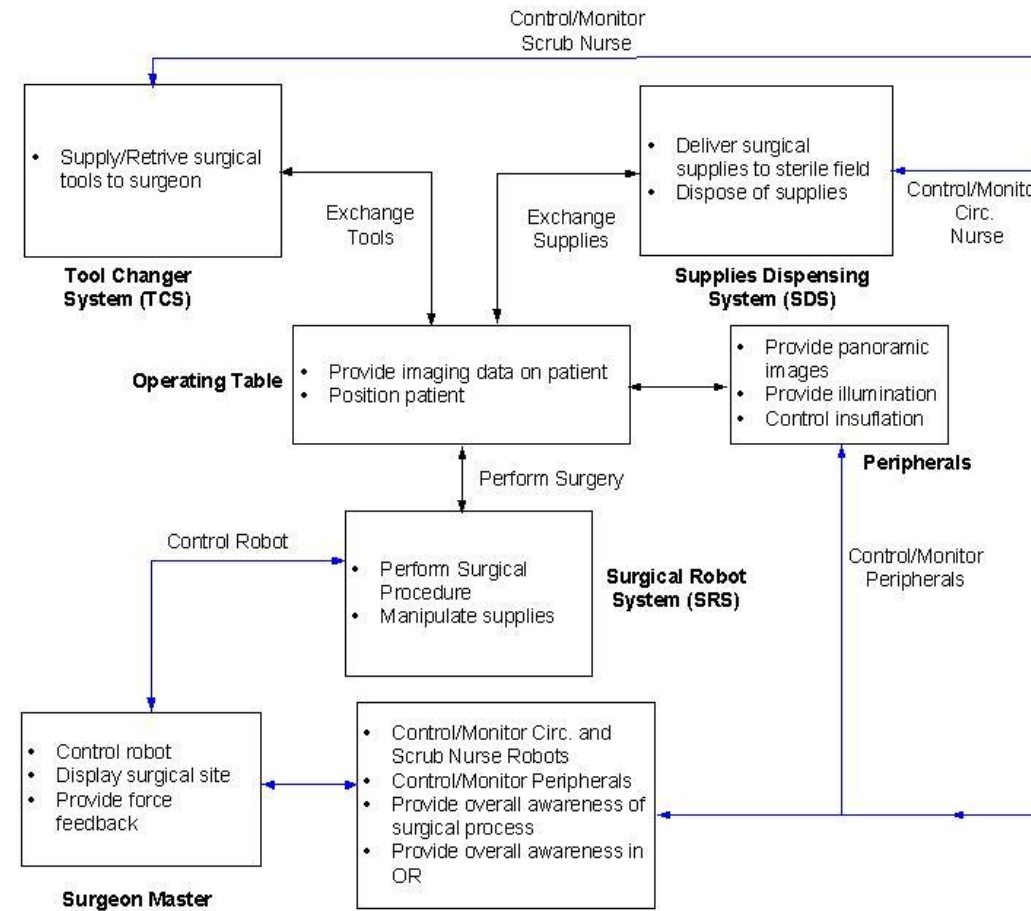 Control/Monitor
Scrub Nurse
• Supply/Retrive surgical
tools to surgeon
Exchange
Tools
Tool Changer
System (TCS)
• Deliver surgical
supplies to sterile field
• Dispose of supplies
Exchange
Supplies
Control/Monito
Circ.
Nurse
Supplies Dispensing
System (SDS)
Operating Table
• Provide imaging data on patient
• Position patient
• Provide panoramic
images
• Provide illumination
• Control insuflation
Peripherals
Perform Surgery
Control Robot
• Perform Surgical
Procedure
• Manipulate supplies
Surgical Robot
System (SRS)
Control/Monitor
Peripherals
• Control robot
• Display surgical site
• Provide force
feedback
Surgeon Master
• Control/Monitor Circ. and
Scrub Nurse Robots
• Control/Monitor Peripherals
• Provide overall awareness of
surgical process
• Provide overall awareness in
OR